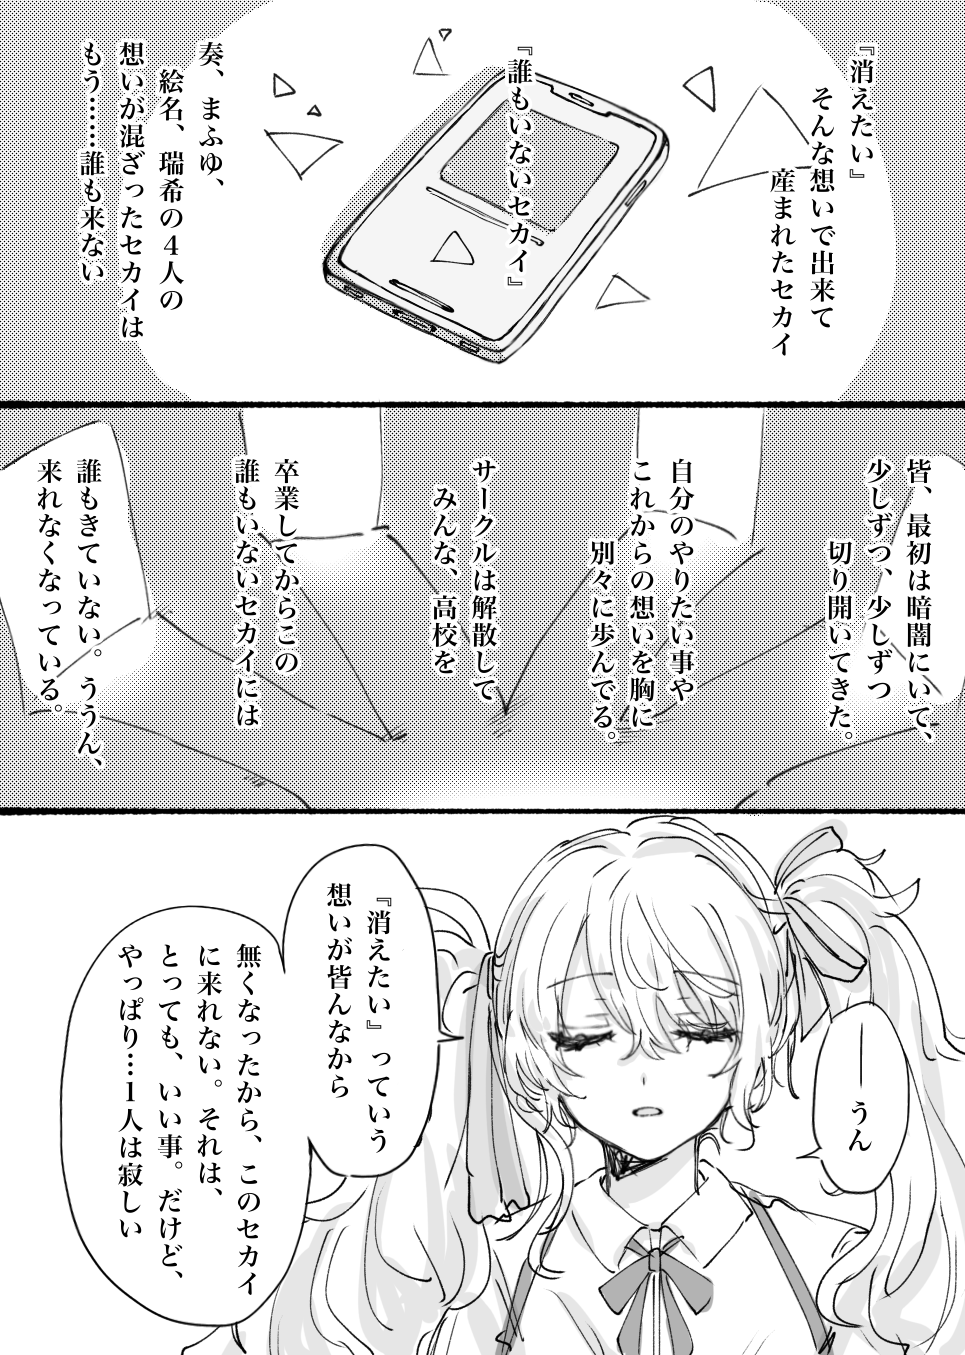 『消えたい』
そんな想いで出来て
産まれたセカイ
『誰もいないセカイ』
奏、まふゆ、
絵名、瑞希の４人の
想いが混ざったセカイは
もう……誰も来ない
皆、最初は暗闇にいて、
少しずつ、少しずつ
切り開いてきた。
自分のやりたい事や
これからの想いを胸に
別々に歩んでる。
サークルは解散して
みんな、高校を
卒業してからこの
誰もいないセカイには
誰もきていない。ううん、
来れなくなっている。
――うん
『消えたい』っていう
想いが皆んなから
無くなったから、このセカイ
に来れない。それは、
とっても、いい事。だけど、
やっぱり…１人は寂しい